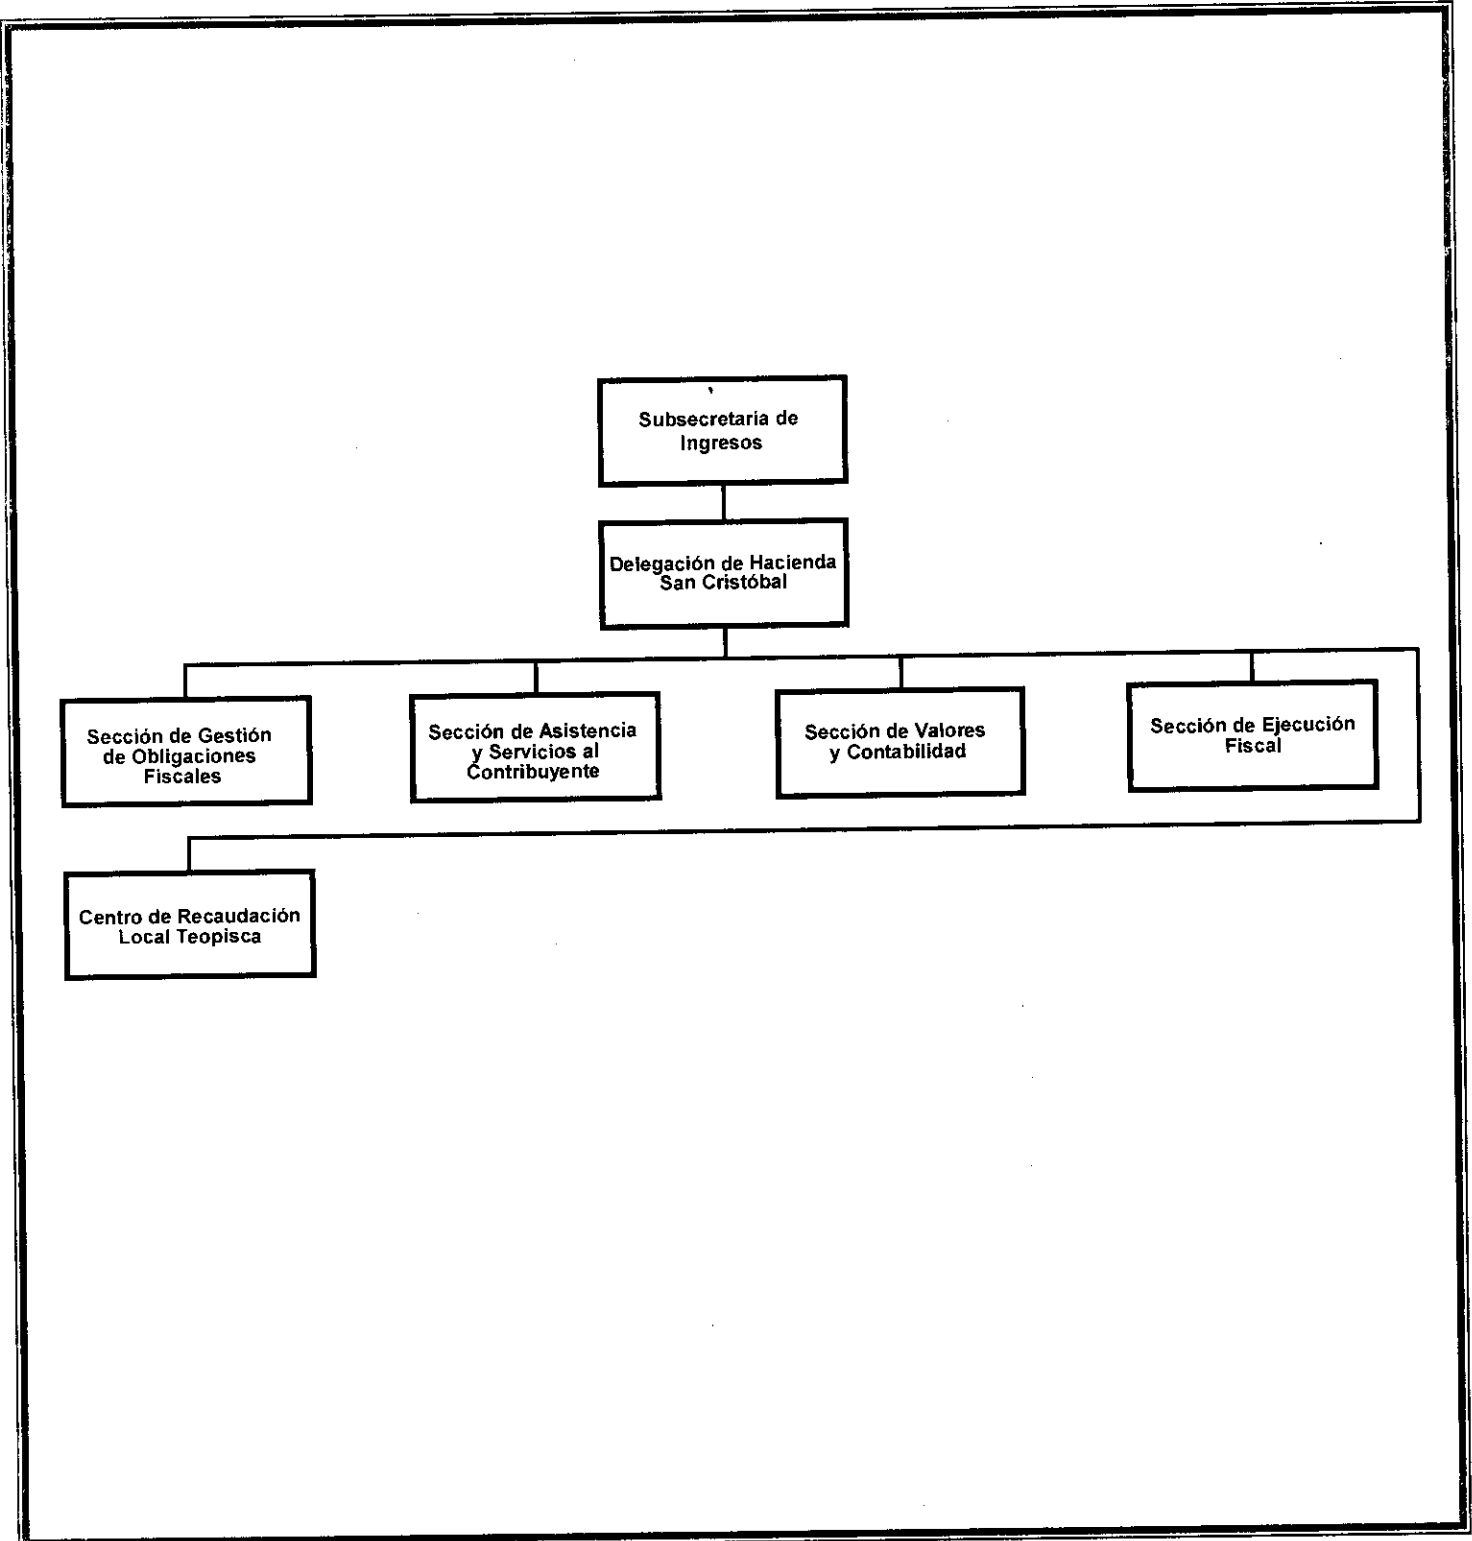 Subsecretaria de
Ingresos
Delegación de Hacienda
San Cristóbal
Sección de Gestión
de Obligaciones
Fiscales
Sección de Asistencia
y Servicios al
Contribuyente
Sección de Valores
y Contabilidad
Sección de Ejecución
Fiscal
Centro de Recaudación
Local Teopisca